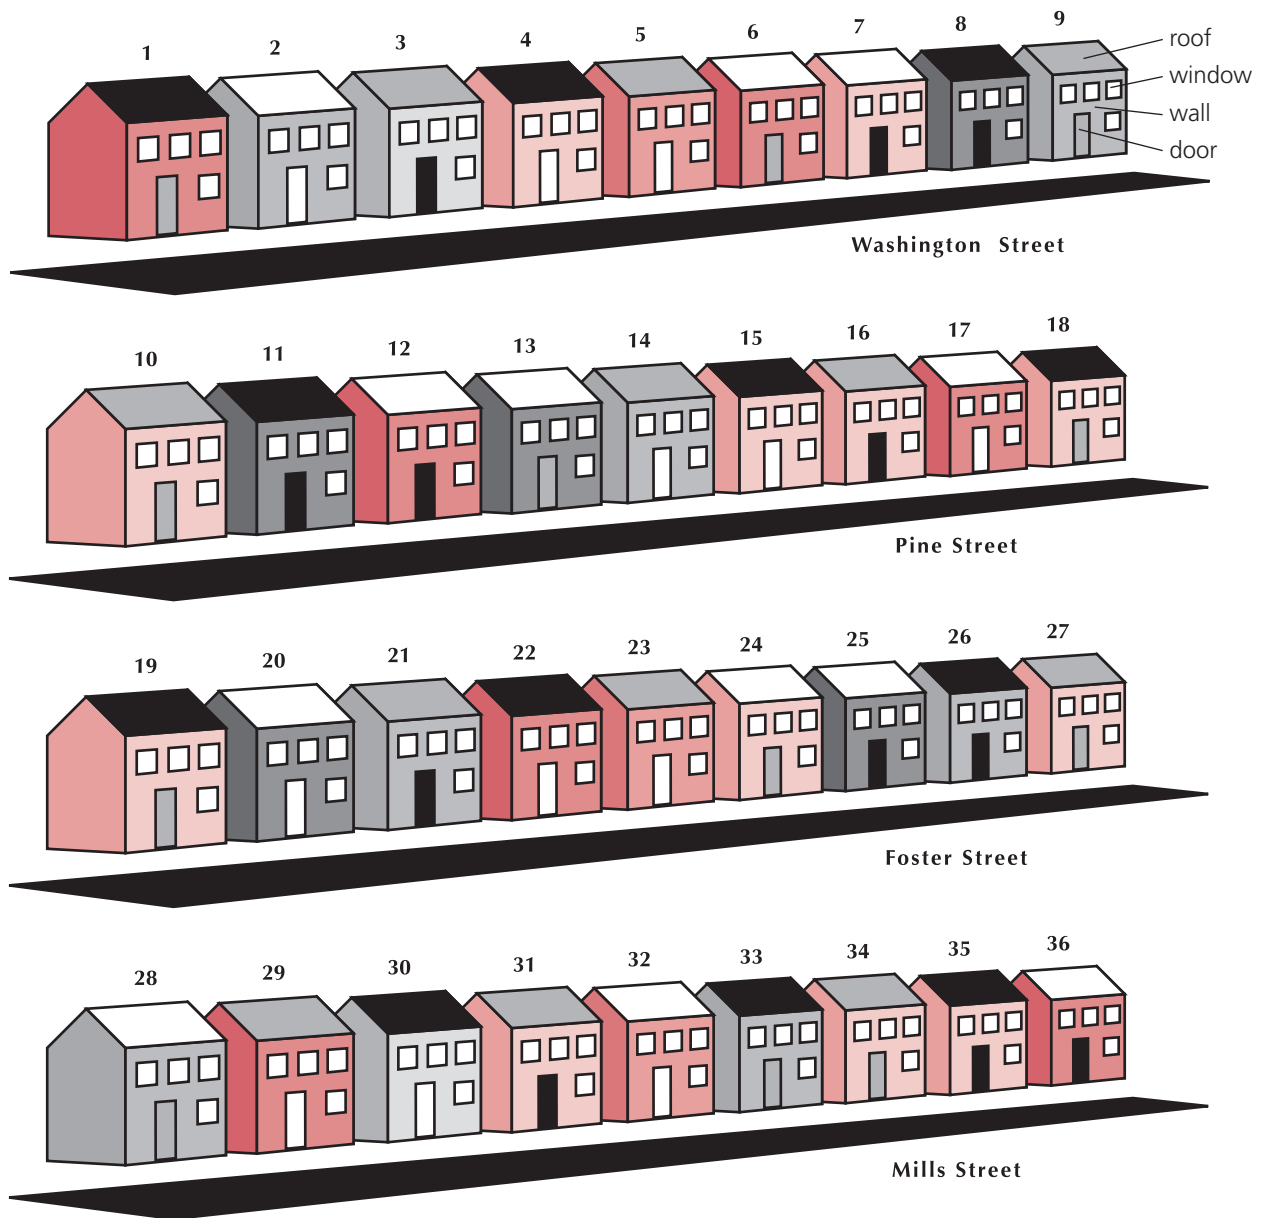 1 2 3 4 5 6 7 8 9
roof
window
wall
door
Washington Street
10 11 12 13 14 15 16 17 18
Pine Street
19 20 21 22 23 24 25 26 27
Foster Street
28 29 30 31 32 33 34 35 36
Mills Street